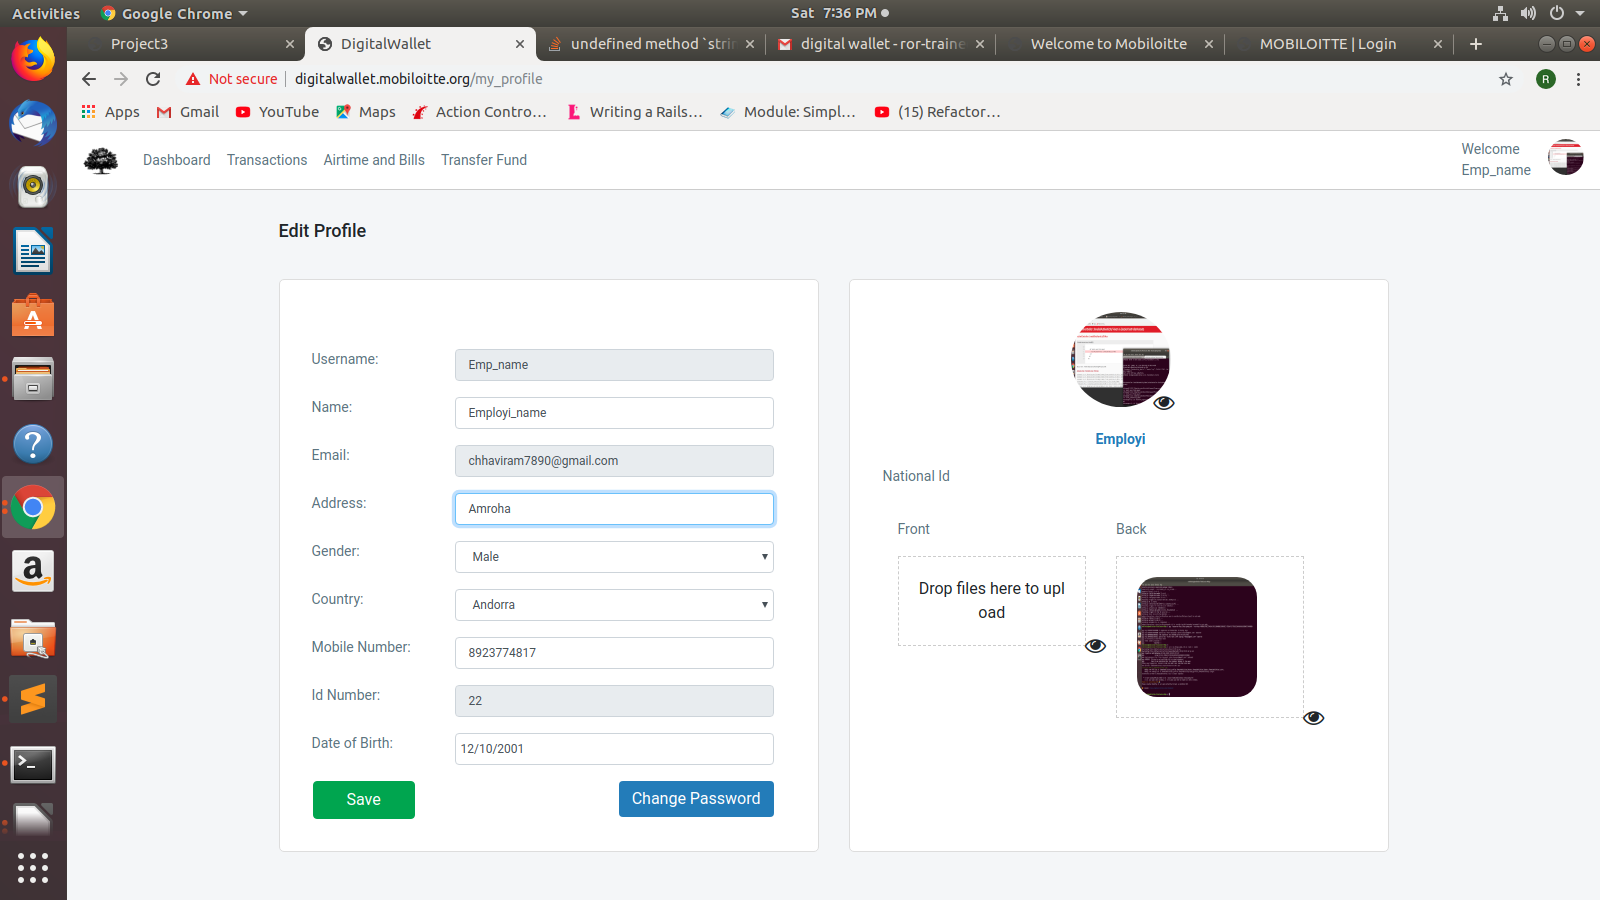 Activities Google Chrome Sat 7:36 PM
Project3 DigitalWallet undefined method `strin digital wallet - ror-traine Welcome to Mobiloitte MOBILOITTE | Login
Not secure digitalwallet.mobiloitte.org/my_profile R
Apps Gmail YouTube Maps Action Contro... Writing a Rails... Module: Simpl... (15) Refactor...
Dashboard Transactions Airtime and Bills Transfer Fund Welcome
Emp_name
Edit Profile
Username: Emp_name
Name: Employi_name
Email: chhaviram7890@gmail.com
Address: Amroha
Gender: Male
Country: Andorra
Mobile Number: 8923774817
Id Number: 22
Date of Birth: 12/10/2001
Save Change Password
Employi
National Id
Front Back
Drop files here to upl
oad